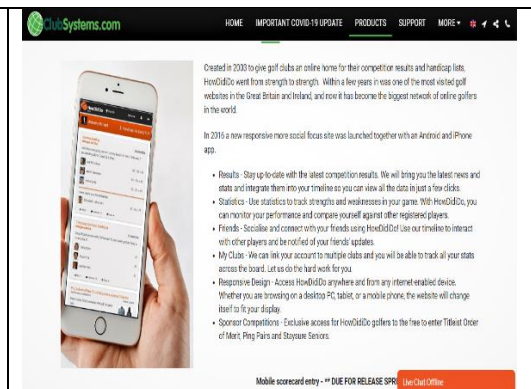 ClubSystems.com
HOME IMPORTANT COVID-19 UPDATE PRODUCTS SUPPORT MORE
Created in 2003 to give golf clubs an online home for their competition results and handicap lists,
HowDidiDo went from strength to strength. Within a few years in was one of the most visited golf
websites in the Great Britain and Ireland, and now it has become the biggest network of online golfers
in the world.
In 2016 a new responsive more social focus site was launched together with an Android and iPhone
app.
• Results - Stay up-to-date with the latest competition results. We will bring you the latest news and
stats and integrate them into your timeline so you can view all the data in just a few clicks.
• Statistics - Use statistics to track strengths and weaknesses in your game. With HowDidiDo, you
can monitor your performance and compare yourself against other registered players.
• Friends - Socialise and connect with your friends using HowDidiDo! Use our timeline to interact
with other players and be notified of your friends' updates.
• My Clubs - We can link your account to multiple clubs and you will be able to track all your stats
across the board. Let us do the hard work for you.
• Responsive Design - Access HowDidiDo anywhere and from any internet-enabled device.
Whether you are browsing on a desktop PC, tablet, or a mobile phone, the website will change
itself to fit your display.
• Sponsor Competitions - Exclusive access for HowDidiDo golfers to the free to enter Titleist Order
of Merit, Ping Pairs and Staysure Seniors.
Mobile scorecard entry - ** DUE FOR RELEASE SPRI
Live Chat Offline